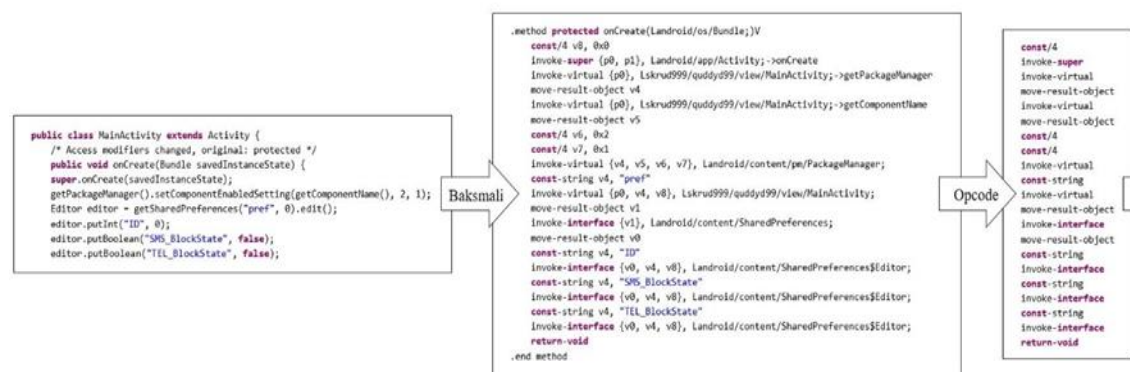 public class MainActivity extends Activity {
/* Access modifiers changed, original: protected */
public void onCreate(Bundle savedInstanceState) {
super.onCreate(savedInstanceState);
getPackageManager().setComponentEnabledSetting(getComponentName(), 2, 1);
Editor editor = getSharedPreferences("pref", 0).edit();
editor.putInt("ID", 0);
editor.putBoolean("SMS_BlockState", false);
editor.putBoolean("TEL_BlockState", false);
Baksmali
.method protected onCreate(Landroid/os/Bundle;)V
const/4 v8, 0x0
invoke-super {p0, p1}, Landroid/app/Activity;->onCreate
invoke-virtual {p0}, Lskrud999/quddyd99/view/MainActivity;->getPackageManager
move-result-object v4
invoke-virtual {p0}, Lskrud999/quddyd99/view/MainActivity;->getComponentName
move-result-object v5
const/4 v6, 0x2
const/4 v7, 0x1
invoke-virtual {v4, v5, v6, v7}, Landroid/content/pm/PackageManager;
const-string v4, "pref"
invoke-virtual {p0, v4, v8}, Lskrud999/quddyd99/view/MainActivity;
move-result-object v1
invoke-interface {v1}, Landroid/content/SharedPreferences;
move-result-object v0
const-string v4, "ID"
invoke-interface {v0, v4, v8}, Landroid/content/SharedPreferences$Editor;
const-string v4, "SMS_BlockState"
invoke-interface {v0, v4, v8}, Landroid/content/SharedPreferences$Editor;
const-string v4, "TEL_BlockState"
invoke-interface {v0, v4, v8}, Landroid/content/SharedPreferences$Editor;
return-void
.end method
Opcode
const/4
invoke-super
invoke-virtual
move-result-object
invoke-virtual
move-result-object
const/4
const/4
invoke-virtual
const-string
invoke-virtual
move-result-object
invoke-interface
move-result-object
const-string
invoke-interface
const-string
invoke-interface
const-string
invoke-interface
return-void